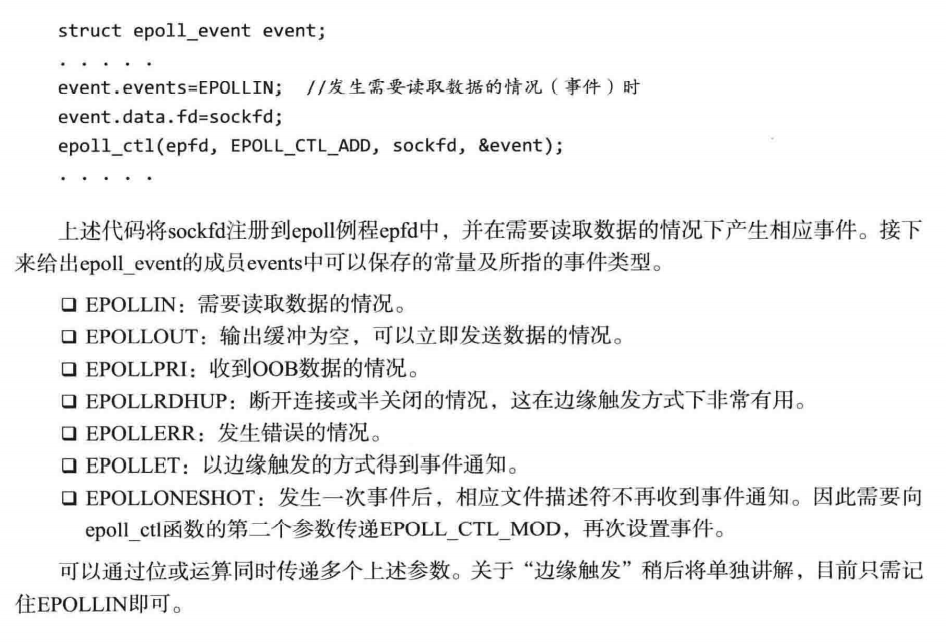 struct epoll_event event;
. . . . .
event.events=EPOLLIN; //发生需要读取数据的情况（事件）时
event.data.fd=sockfd;
epoll_ctl(epfd, EPOLL_CTL_ADD, sockfd, &event);
. . . . .
上述代码将sockfd注册到epoll例程epfd中，并在需要读取数据的情况下产生相应事件。接下
来给出epoll_event的成员events中可以保存的常量及所指的事件类型。
❑ EPOLLIN：需要读取数据的情况。
❑ EPOLLOUT：输出缓冲为空，可以立即发送数据的情况。
❑ EPOLLPRI：收到OOB数据的情况。
❑ EPOLLRDHUP：断开连接或半关闭的情况，这在边缘触发方式下非常有用。
❑ EPOLLERR：发生错误的情况。
❑ EPOLLET：以边缘触发的方式得到事件通知。
❑ EPOLLONESHOT：发生一次事件后，相应文件描述符不再收到事件通知。因此需要向
epoll_ctl函数的第二个参数传递EPOLL_CTL_MOD，再次设置事件。
可以通过位或运算同时传递多个上述参数。关于“边缘触发”稍后将单独讲解，目前只需记
住EPOLLIN即可。